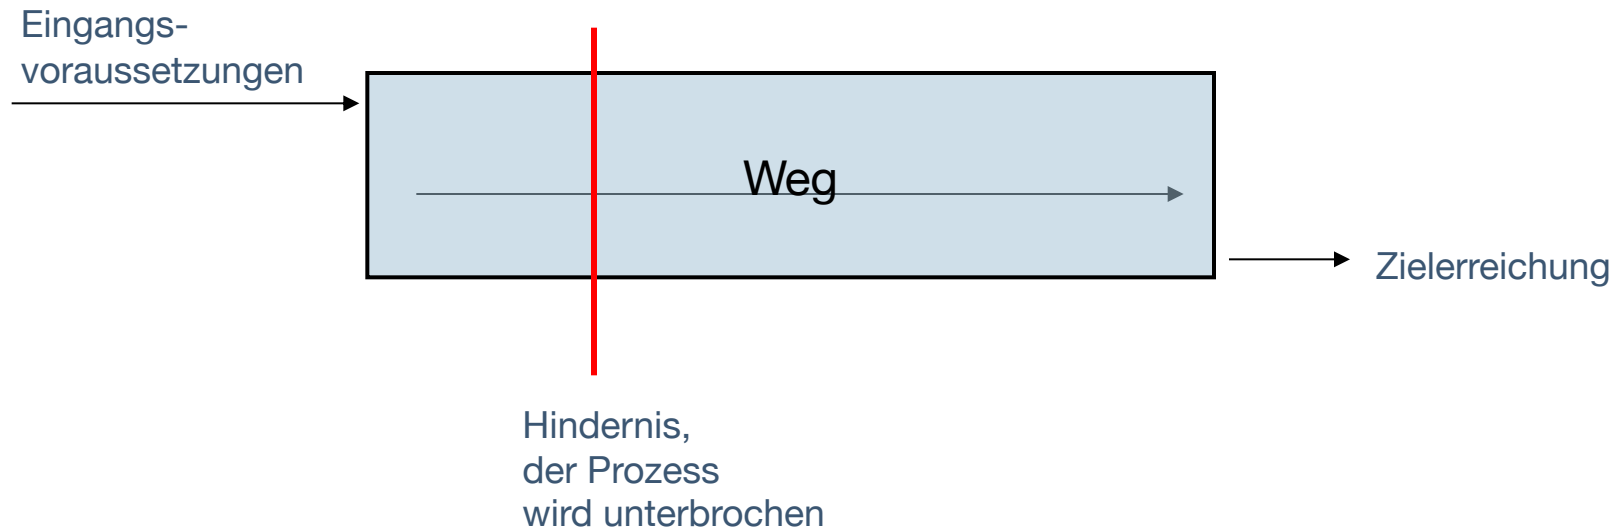 Eingangs-
voraussetzungen
Weg
Zielerreichung
Hindernis,
der Prozess
wird unterbrochen